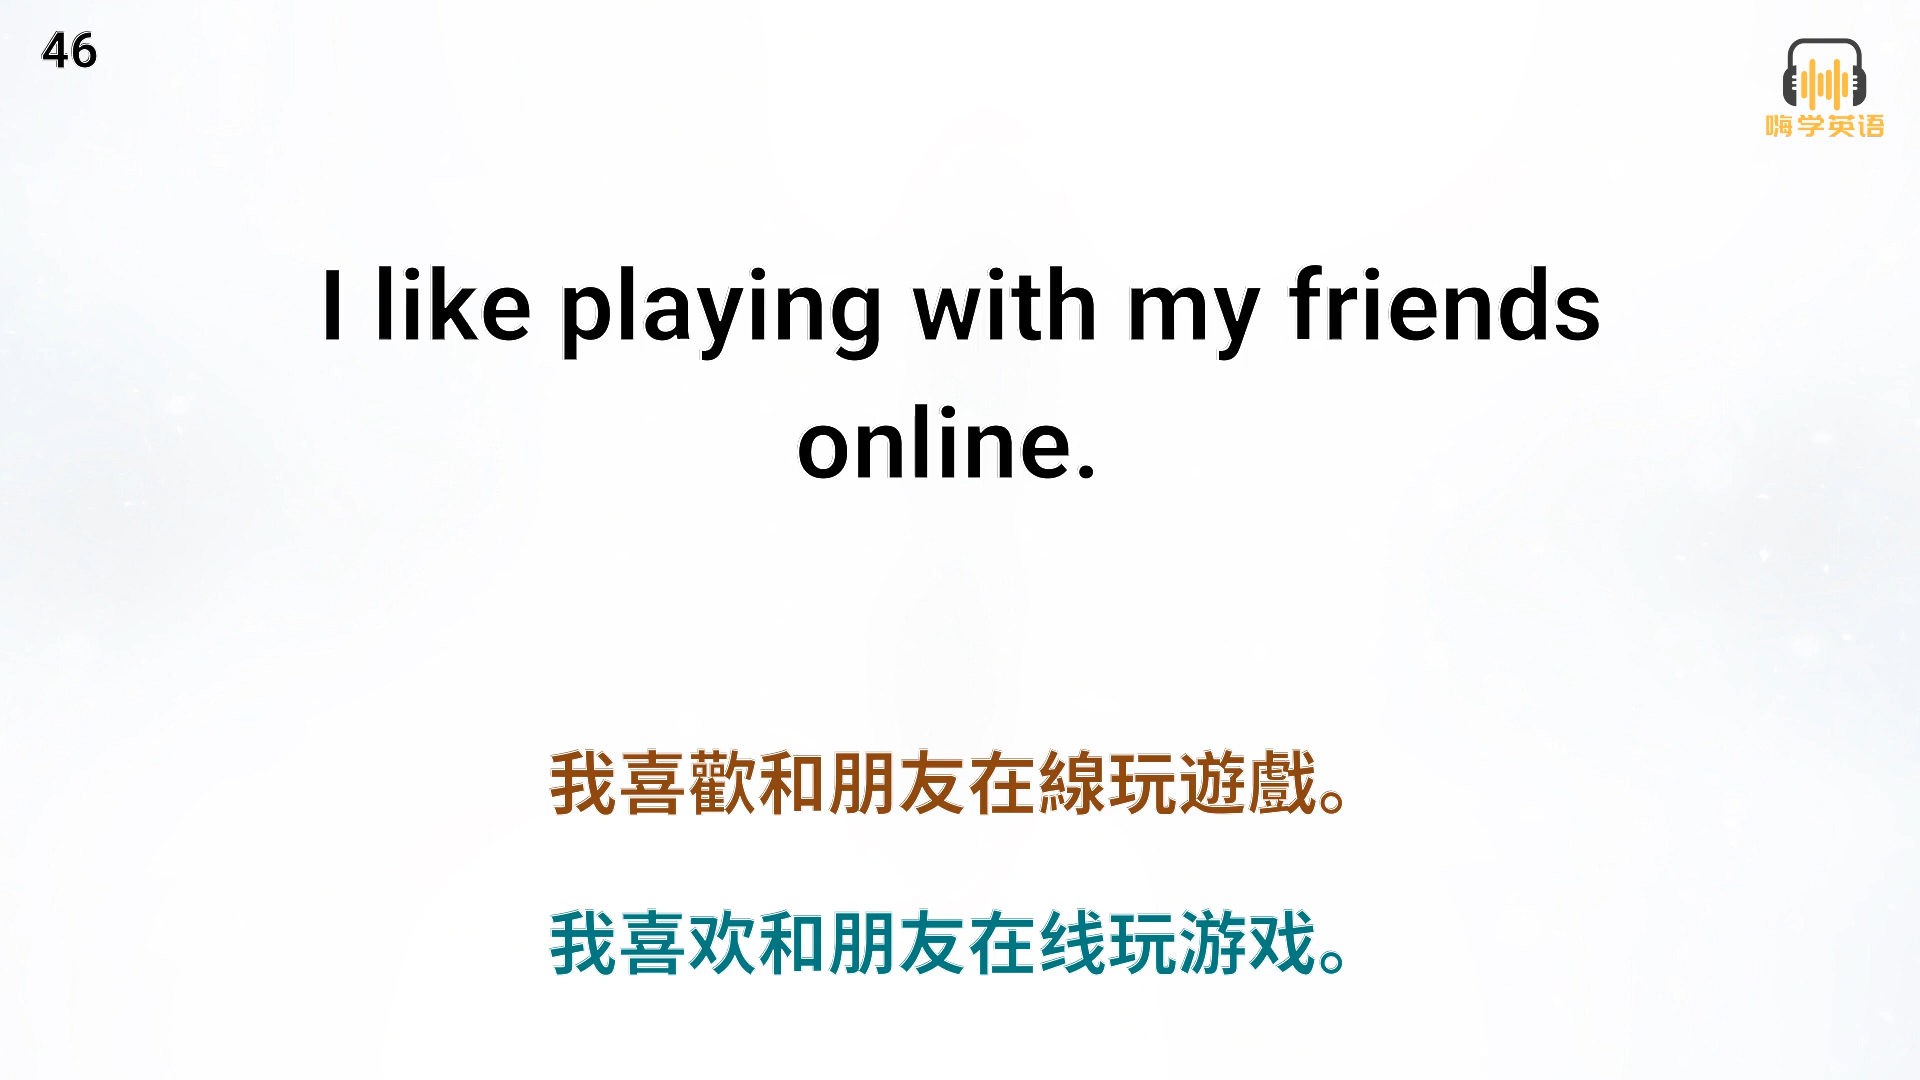 46
嗨学英语
I like playing with my friends
online.
我喜歡和朋友在線玩遊戲。
我喜欢和朋友在线玩游戏。